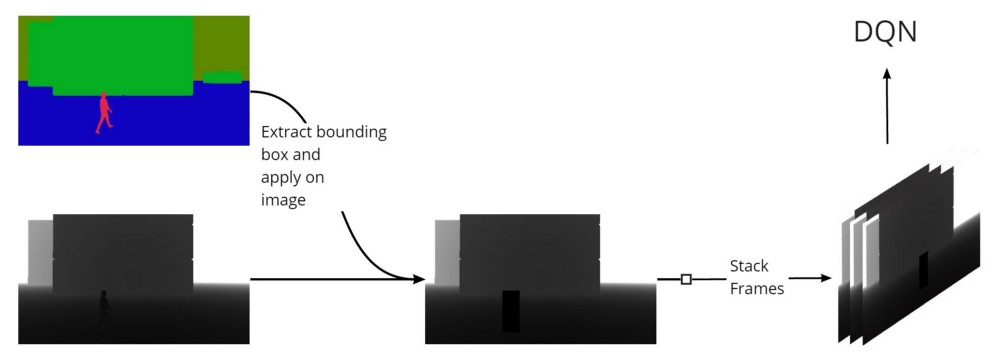 DQN
Extract bounding
box and
apply on
image
Stack
Frames